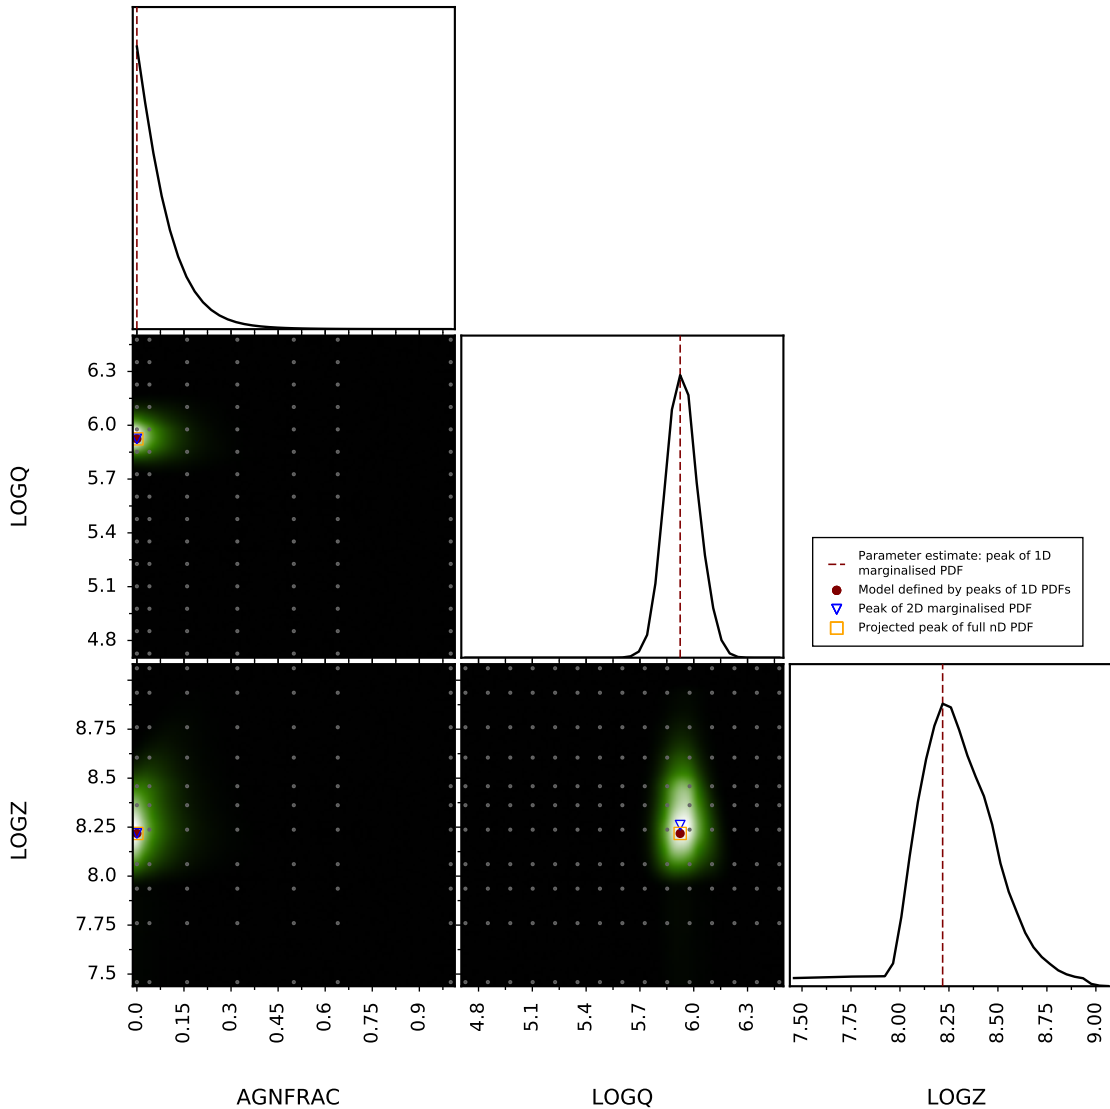 6.3
6.0
5.7
5.4
5.1
4.8
LOGQ
Parameter estimate: peak of 1D
marginalised PDF
Model defined by peaks of 1D PDFs
Peak of 2D marginalised PDF
Projected peak of full nD PDF
8.75
8.5
8.25
8.0
7.75
7.5
LOGZ
0.0 0.15 0.3 0.45 0.6 0.75 0.9
4.8 5.1 5.4 5.7 6.0 6.3
7.50 7.75 8.00 8.25 8.50 8.75 9.00
AGNFRAC LOGQ LOGZ